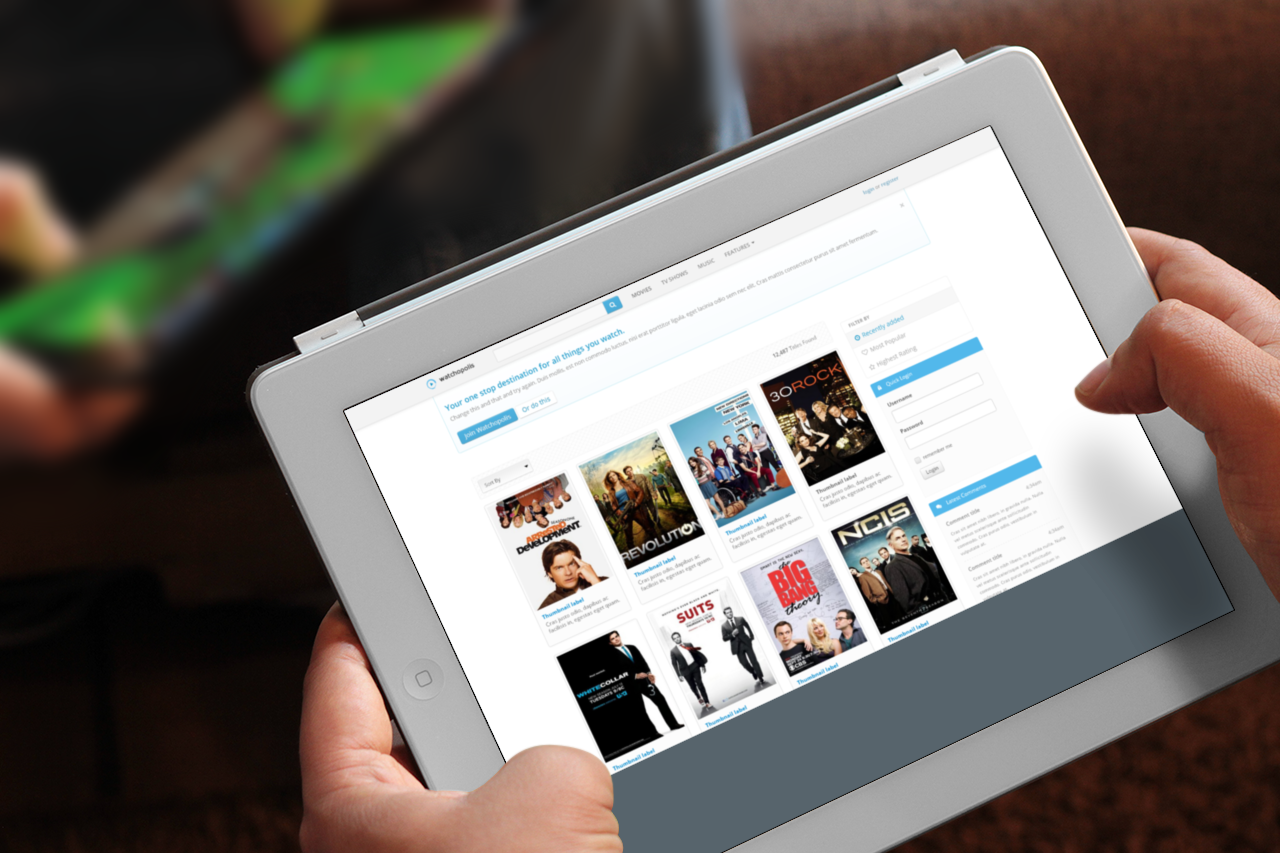 login or register
watchopolis
MOVIES TV SHOWS MUSIC FEATURES
Your one stop destination for all things you watch.
Change this and that and try again. Duis mollis, est non commodo luctus, nisi erat porttitor ligula, eget lacinia odio sem nec elit. Cras mattis consectetur purus sit amet fermentum.
Join Watchopolis Or do this
12,487 Titles Found
Sort By
FILTER BY
Recently added
Most Popular
Highest Rating
Quick Login
Username
Password
remember me
Login
Latest Comments
Comment title
Comment title
DEVELOPMENT
Thumbnail label
Cras justo odio, dapibus ac
facilisis in, egestas eget quam.
REVOLUTION
Thumbnail label
Cras justo odio, dapibus ac
facilisis in, egestas eget quam.
Thumbnail label
Cras justo odio, dapibus ac
facilisis in, egestas eget quam.
30 ROCK
Thumbnail label
Cras justo odio, dapibus ac
facilisis in, egestas eget quam.
WHITECOLLAR
Thumbnail label
SUITS
Thumbnail label
the
BIG
BANG
theory
Thumbnail label
NCIS
Thumbnail label